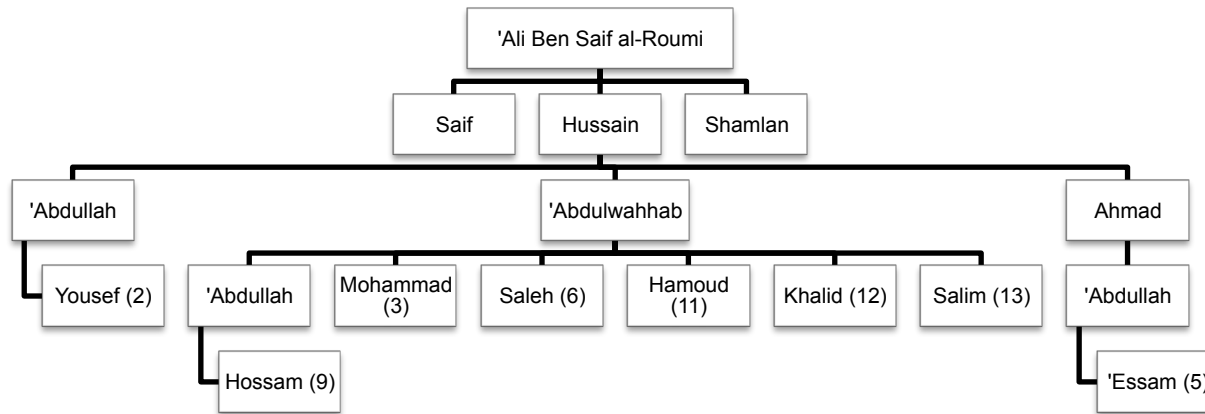 'Ali Ben Saif al-Roumi
Saif
Hussain
Shamlan
'Abdullah
'Abdulwahhab
Ahmad
Yousef (2)
'Abdullah
Mohammad
(3)
Saleh (6)
Hamoud
(11)
Khalid (12)
Salim (13)
'Abdullah
Hossam (9)
'Essam (5)